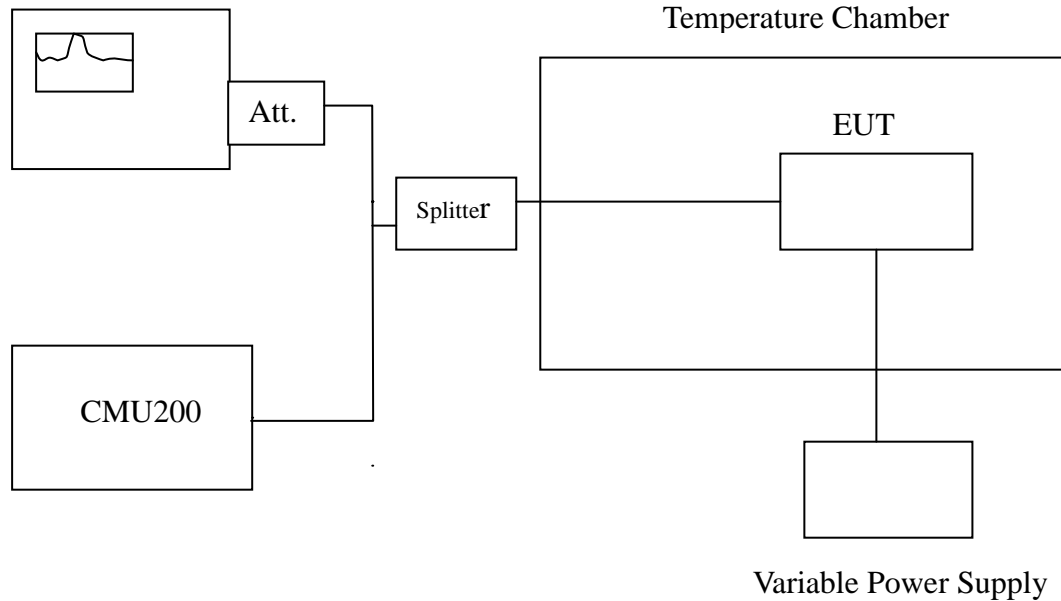 Temperature Chamber
Att.
EUT
Splitter
CMU200
Variable Power Supply